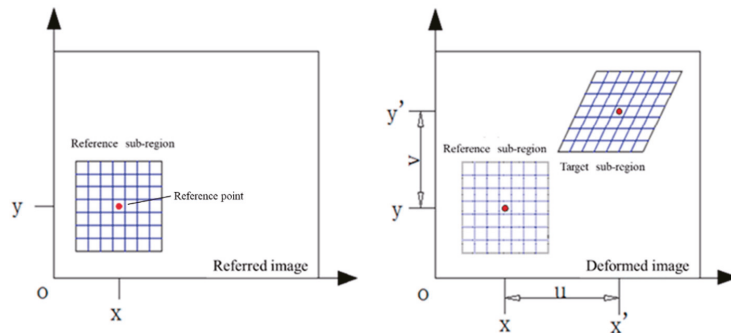 Reference sub-region
Reference point
y
Referred image
O
x
y'
Reference sub-region
v
Target sub-region
y
Deformed image
O
u
x
x'